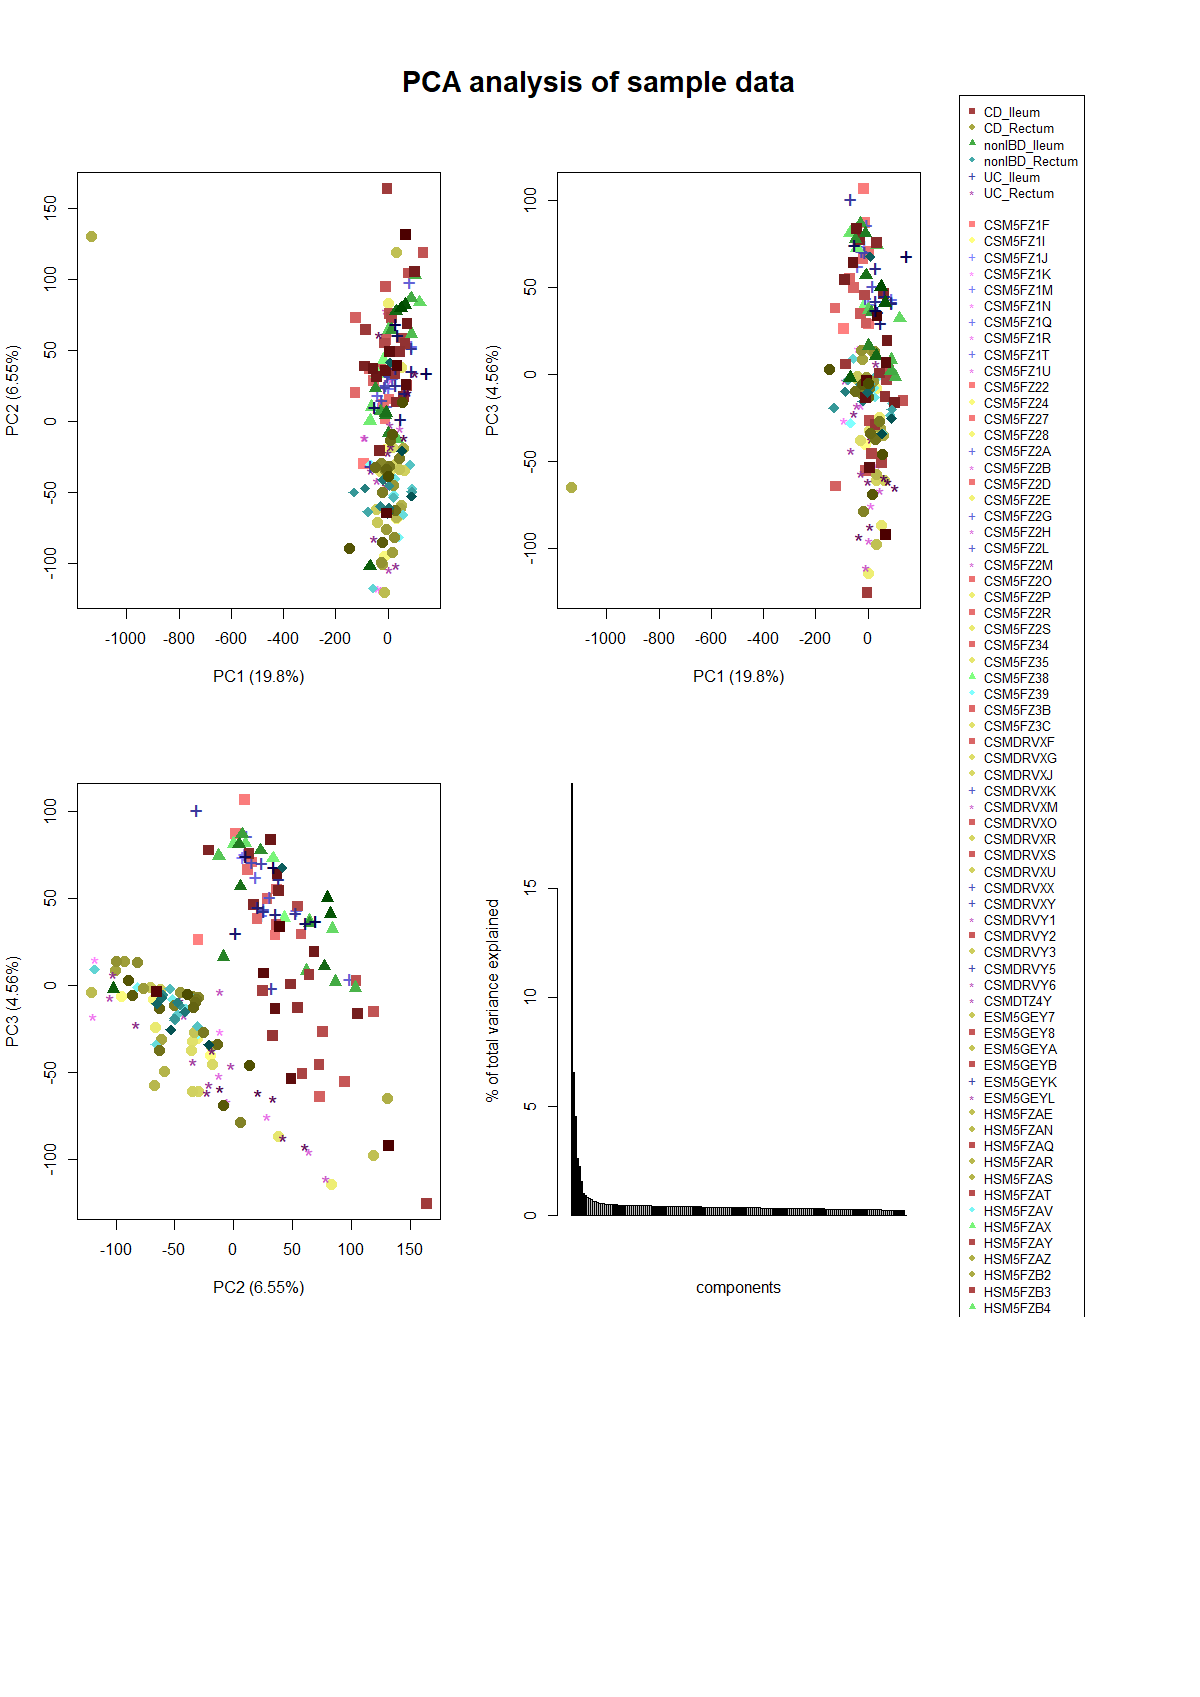 PCA analysis of sample data
150
100
50
0
-50
-100
PC2 (6.55%)
-1000 -800 -600 -400 -200 0
PC1 (19.8%)
100
50
0
-50
-100
PC3 (4.56%)
-1000 -800 -600 -400 -200 0
PC1 (19.8%)
100
50
0
-50
-100
PC3 (4.56%)
-100 -50 0 50 100 150
PC2 (6.55%)
15
10
5
0
% of total variance explained
components
CD_Ileum
CD_Rectum
nonIBD_Ileum
nonIBD_Rectum
UC_Ileum
UC_Rectum
CSM5FZ1F
CSM5FZ1I
CSM5FZ1J
CSM5FZ1K
CSM5FZ1M
CSM5FZ1N
CSM5FZ1Q
CSM5FZ1R
CSM5FZ1T
CSM5FZ1U
CSM5FZ22
CSM5FZ24
CSM5FZ27
CSM5FZ28
CSM5FZ2A
CSM5FZ2B
CSM5FZ2D
CSM5FZ2E
CSM5FZ2G
CSM5FZ2H
CSM5FZ2L
CSM5FZ2M
CSM5FZ2O
CSM5FZ2P
CSM5FZ2R
CSM5FZ2S
CSM5FZ34
CSM5FZ35
CSM5FZ38
CSM5FZ39
CSM5FZ3B
CSM5FZ3C
CSMDRVXF
CSMDRVXG
CSMDRVXJ
CSMDRVXK
CSMDRVXM
CSMDRVXO
CSMDRVXR
CSMDRVXS
CSMDRVXU
CSMDRVXX
CSMDRVXY
CSMDRVY1
CSMDRVY2
CSMDRVY3
CSMDRVY5
CSMDRVY6
CSMDTZ4Y
ESM5GEY7
ESM5GEY8
ESM5GEYA
ESM5GEYB
ESM5GEYK
ESM5GEYL
HSM5FZAE
HSM5FZAN
HSM5FZAQ
HSM5FZAR
HSM5FZAS
HSM5FZAT
HSM5FZAV
HSM5FZAX
HSM5FZAY
HSM5FZAZ
HSM5FZB2
HSM5FZB3
HSM5FZB4